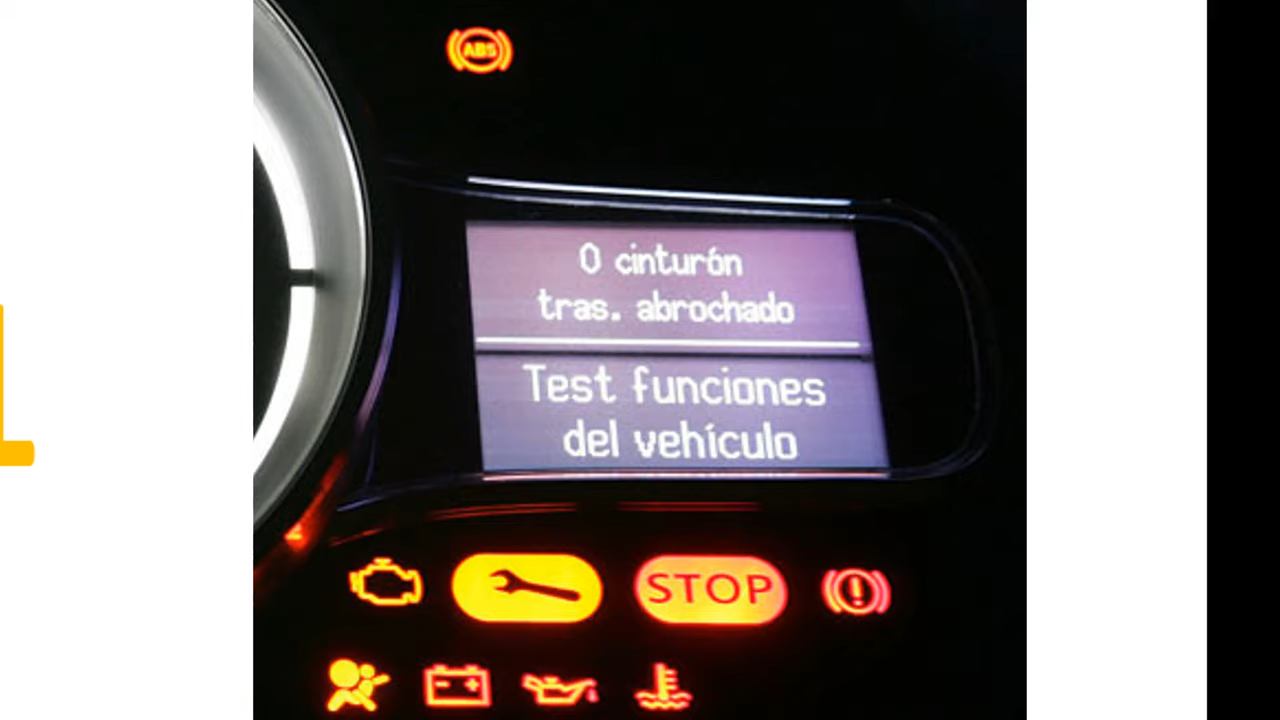 ABS
0 cinturón
tras. abrochado
Test funciones
del vehículo
STOP